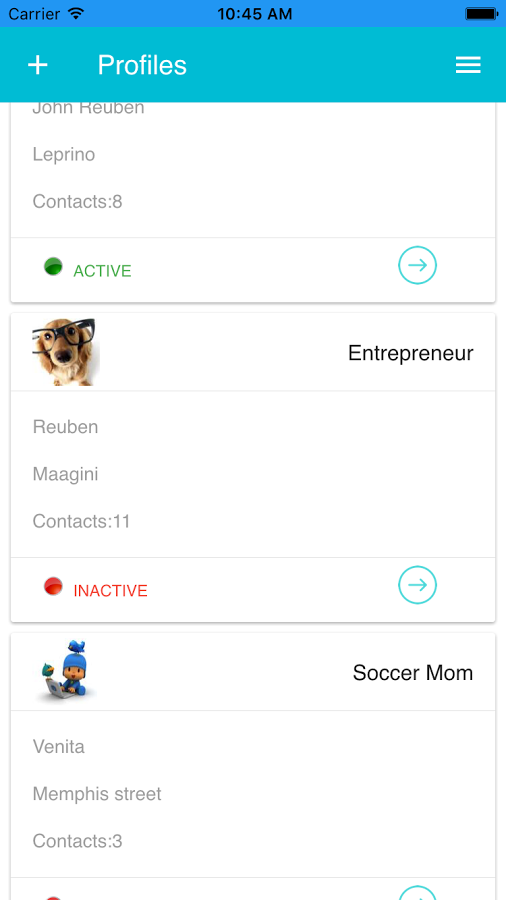 Carrier 10:45 AM
+ Profiles
John Reuben
Leprino
Contacts:8
ACTIVE
Entrepreneur
Reuben
Maagini
Contacts:11
INACTIVE
Soccer Mom
Venita
Memphis street
Contacts:3